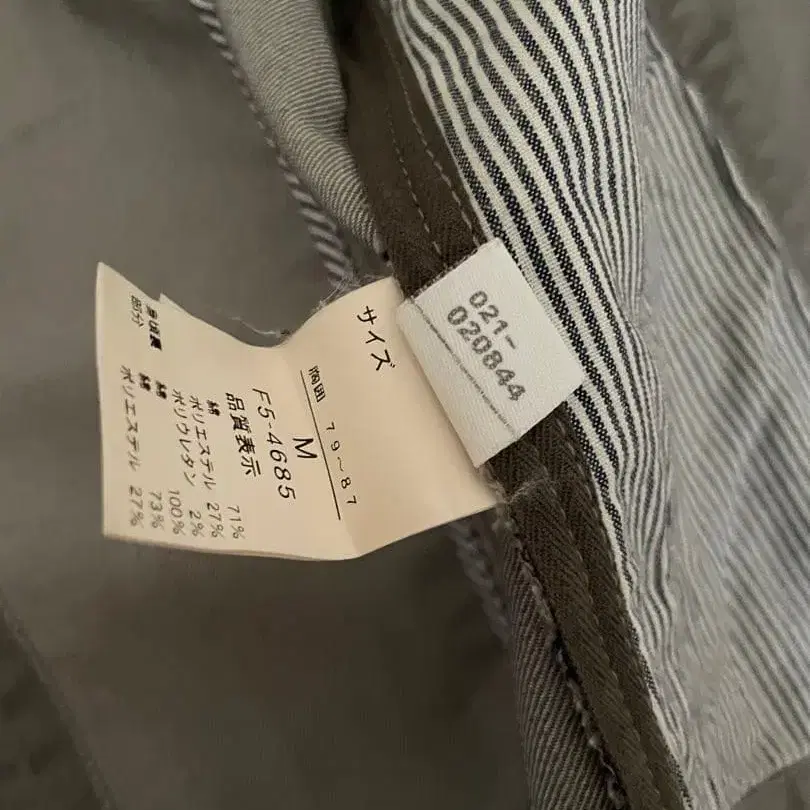 021-
020844
サイズ
胸囲 79~87
M
F5-4685
品質表示
綿 71%
ポリエステル 27%
ポリウレタン 2%
綿 100%
綿 73%
ポリエステル 27%